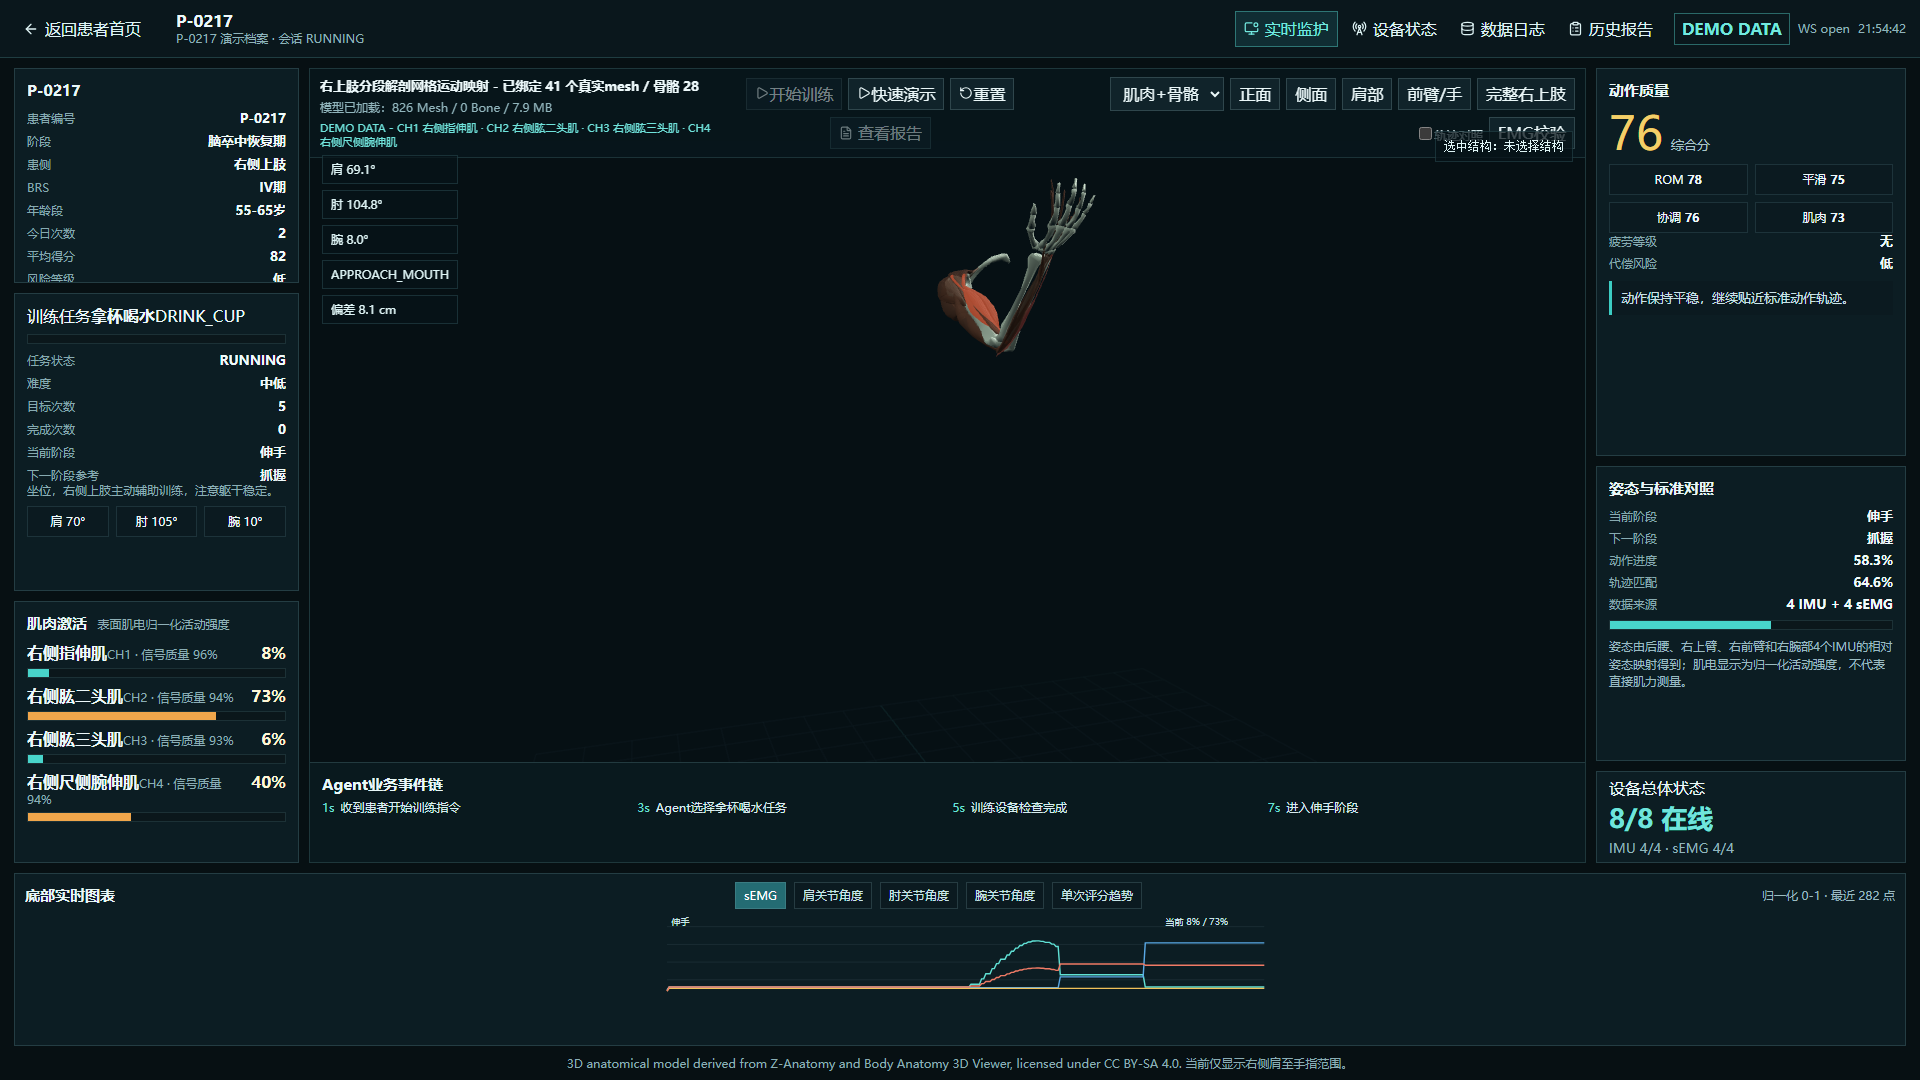 返回患者首页
P-0217
P-0217 演示档案 · 会话 RUNNING
实时监护
设备状态
数据日志
历史报告
DEMO DATA
WS open 21:54:42
P-0217
患者编号 P-0217
阶段 脑卒中恢复期
患侧 右侧上肢
BRS IV期
年龄段 55-65岁
今日次数 2
平均得分 82
风险等级 低
训练任务拿杯喝水DRINK_CUP
任务状态 RUNNING
难度 中低
目标次数 5
完成次数 0
当前阶段 伸手
下一阶段参考 抓握
坐位，右侧上肢主动辅助训练，注意躯干稳定。
肩 70° 肘 105° 腕 10°
肌肉激活 表面肌电归一化活动强度
右侧指伸肌CH1 · 信号质量 96% 8%
右侧肱二头肌CH2 · 信号质量 94% 73%
右侧肱三头肌CH3 · 信号质量 93% 6%
右侧尺侧腕伸肌CH4 · 信号质量 40%
94%
右上肢分段解剖网格运动映射 - 已绑定 41 个真实mesh / 骨骼 28
模型已加载：826 Mesh / 0 Bone / 7.9 MB
DEMO DATA - CH1 右侧指伸肌 · CH2 右侧肱二头肌 · CH3 右侧肱三头肌 · CH4
右侧尺侧腕伸肌
开始训练 快速演示 重置
查看报告
肌肉+骨骼 正面 侧面 肩部 前臂/手 完整右上肢
轨迹对照 EMG校验
选中结构：未选择结构
肩 69.1°
肘 104.8°
腕 8.0°
APPROACH_MOUTH
偏差 8.1 cm
Agent业务事件链
1s 收到患者开始训练指令
3s Agent选择拿杯喝水任务
5s 训练设备检查完成
7s 进入伸手阶段
动作质量
76 综合分
ROM 78 平滑 75
协调 76 肌肉 73
疲劳等级 无
代偿风险 低
动作保持平稳，继续贴近标准动作轨迹。
姿态与标准对照
当前阶段 伸手
下一阶段 抓握
动作进度 58.3%
轨迹匹配 64.6%
数据来源 4 IMU + 4 sEMG
姿态由后腰、右上臂、右前臂和右腕部4个IMU的相对
姿态映射得到；肌电显示为归一化活动强度，不代表
直接肌力测量。
设备总体状态
8/8 在线
IMU 4/4 · sEMG 4/4
底部实时图表
sEMG 肩关节角度 肘关节角度 腕关节角度 单次评分趋势
归一化 0-1 · 最近 282 点
伸手 当前 8% / 73%
3D anatomical model derived from Z-Anatomy and Body Anatomy 3D Viewer, licensed under CC BY-SA 4.0. 当前仅显示右侧肩至手指范围。